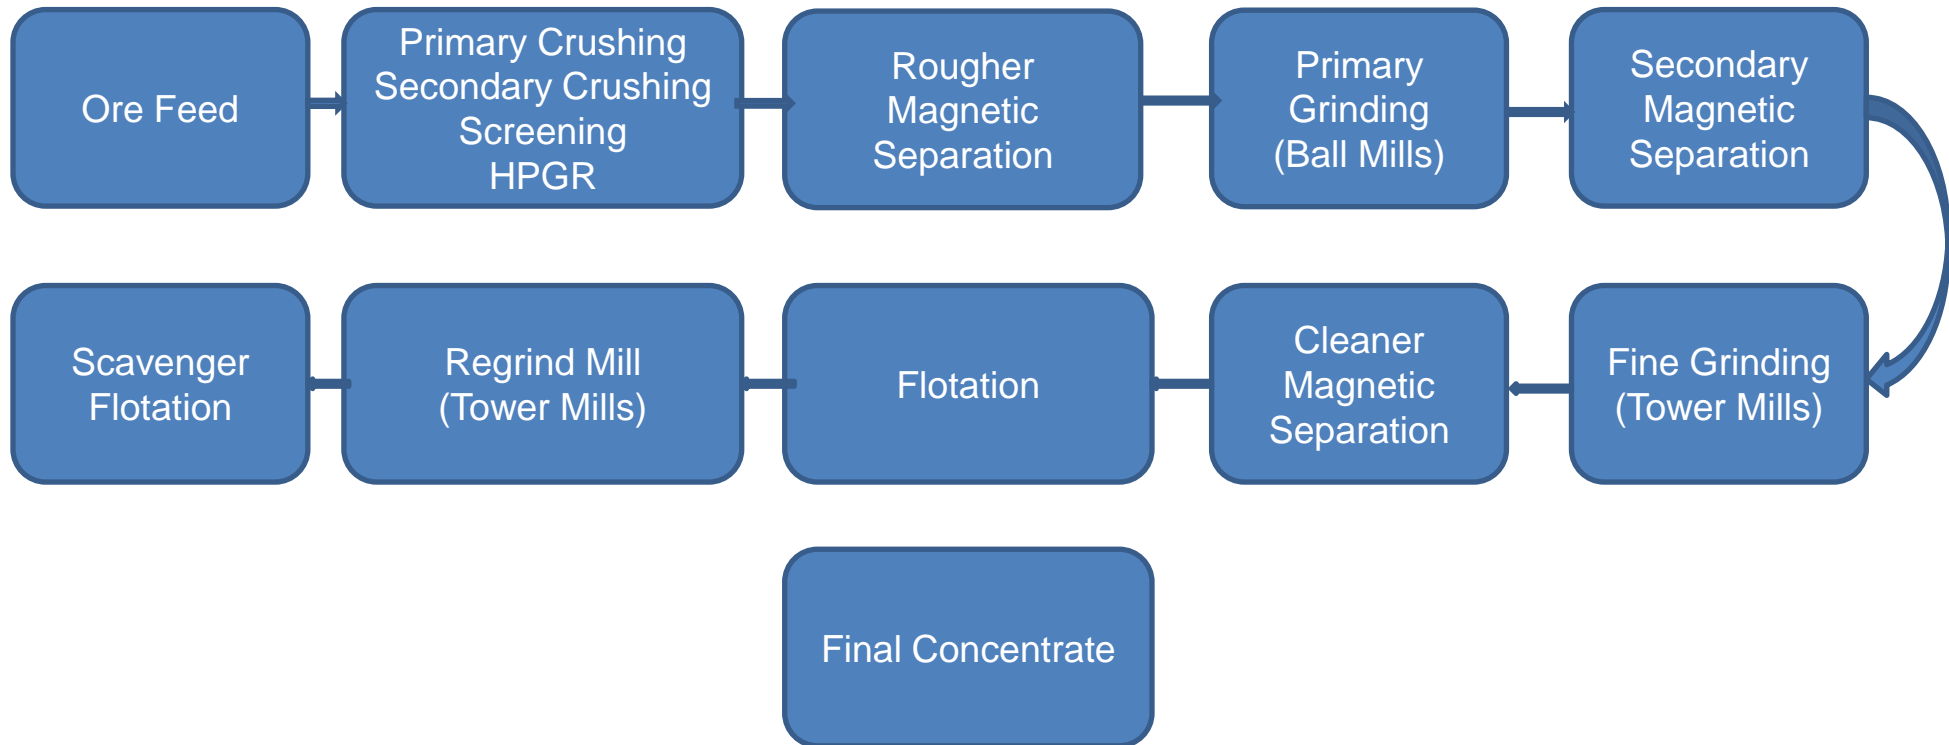 Ore Feed
Primary Crushing
Secondary Crushing
Screening
HPGR
Rougher
Magnetic
Separation
Primary
Grinding
(Ball Mills)
Secondary
Magnetic
Separation
Scavenger
Flotation
Regrind Mill
(Tower Mills)
Flotation
Cleaner
Magnetic
Separation
Fine Grinding
(Tower Mills)
Final Concentrate